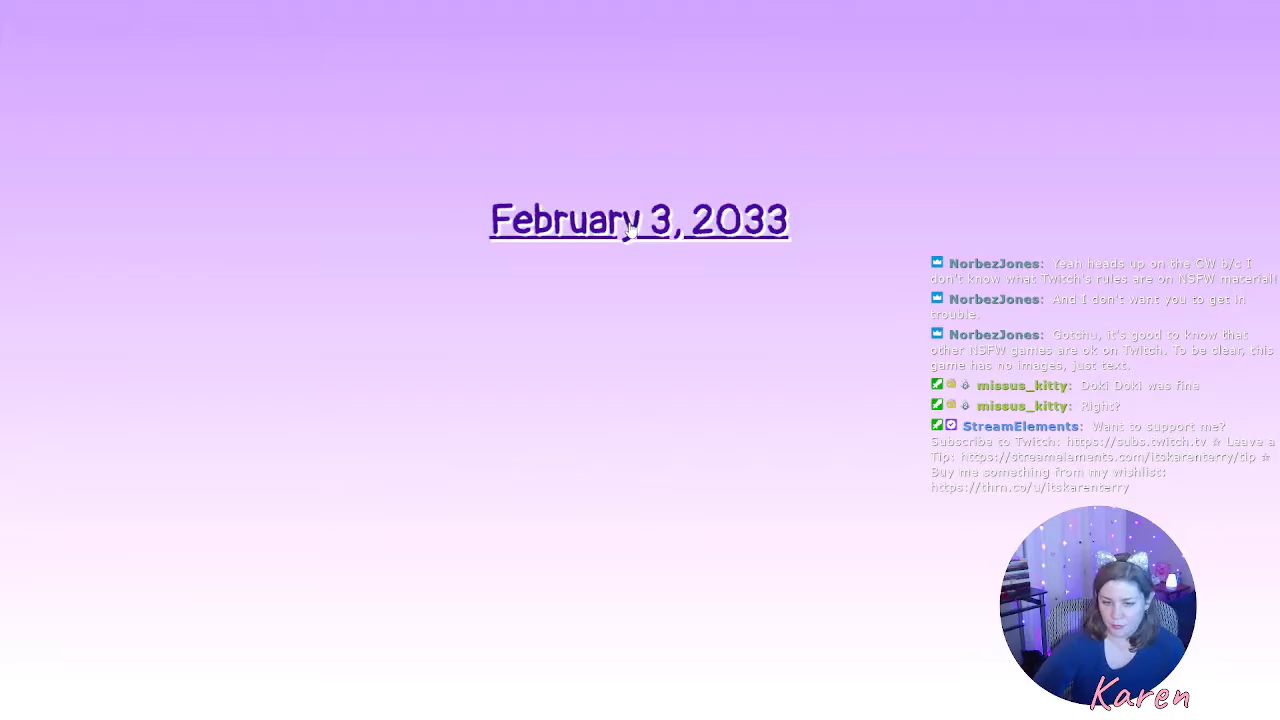 February 3, 2033
NorbezJones: Yeah heads up on the CW b/c I
don't know what Twitch's rules are on NSFW material!
NorbezJones: And I don't want you to get in
trouble.
NorbezJones: Gotchu, it's good to know that
other NSFW games are ok on Twitch. To be clear, this
game has no images, just text.
missus_kitty: Doki Doki was fine
missus_kitty: Right?
StreamElements: Want to support me?
Subscribe to Twitch: https://subs.twitch.tv ☆ Leave a
Tip: https://streamelements.com/itskarenterry/tip ☆
Buy me something from my wishlist:
https://thrn.co/u/itskarenterry
Karen